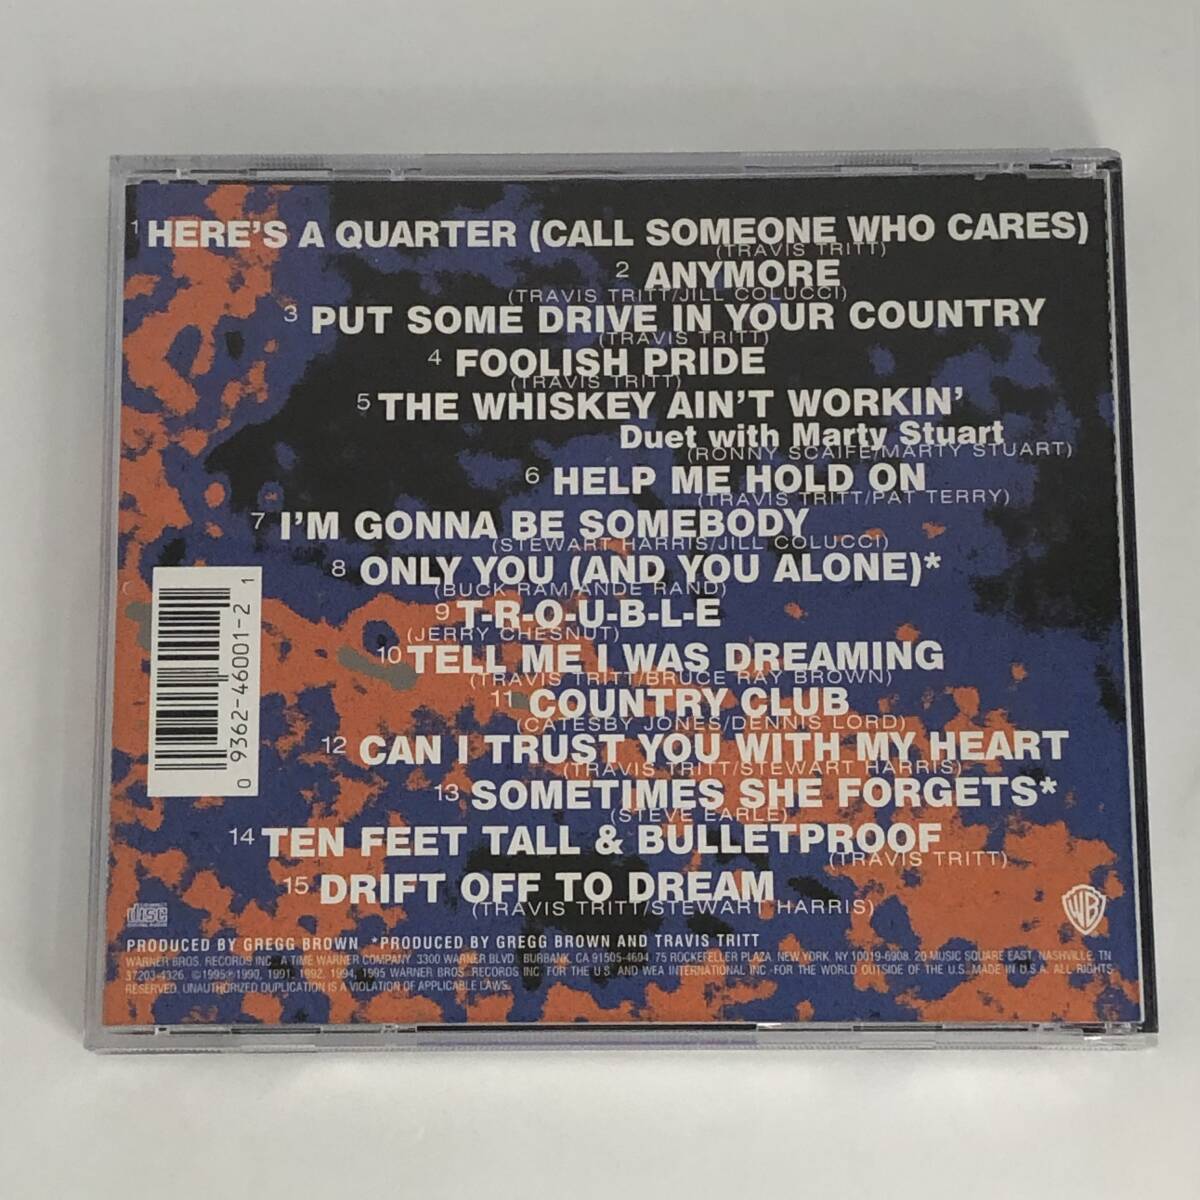 1 HERE'S A QUARTER (CALL SOMEONE WHO CARES)
(TRAVIS TRITT)
2 ANYMORE
(TRAVIS TRITT/JILL COLUCCI)
3 PUT SOME DRIVE IN YOUR COUNTRY
(TRAVIS TRITT)
4 FOOLISH PRIDE
(TRAVIS TRITT)
5 THE WHISKEY AIN'T WORKIN'
Duet with Marty Stuart
(RONNY SCAIFE/MARTY STUART)
6 HELP ME HOLD ON
(TRAVIS TRITT/PAT TERRY)
7 I'M GONNA BE SOMEBODY
(STEWART HARRIS/JILL COLUCCI)
8 ONLY YOU (AND YOU ALONE)*
(BUCK RAM/ANDE RAND)
9 T-R-O-U-B-L-E
(JERRY CHESNUT)
10 TELL ME I WAS DREAMING
(TRAVIS TRITT/BRUCE RAY BROWN)
11 COUNTRY CLUB
(CATESBY JONES/DENNIS LORD)
12 CAN I TRUST YOU WITH MY HEART
(TRAVIS TRITT/STEWART HARRIS)
13 SOMETIMES SHE FORGETS*
(STEVE EARLE)
14 TEN FEET TALL & BULLETPROOF
(TRAVIS TRITT)
15 DRIFT OFF TO DREAM
(TRAVIS TRITT/STEWART HARRIS)
0 9362-46001-2 1
COMPACT
disc
DIGITAL AUDIO
WB
PRODUCED BY GREGG BROWN *PRODUCED BY GREGG BROWN AND TRAVIS TRITT
WARNER BROS. RECORDS INC. A TIME WARNER COMPANY. 3300 WARNER BLVD. BURBANK, CA 91505-4694. 75 ROCKEFELLER PLAZA, NEW YORK, NY 10019-6908. 20 MUSIC SQUARE EAST, NASHVILLE, TN
37203-4326. ©1995 ℗1990, 1991, 1992, 1994, 1995 WARNER BROS. RECORDS INC. FOR THE U.S. AND WEA INTERNATIONAL INC. FOR THE WORLD OUTSIDE OF THE U.S. MADE IN U.S.A. ALL RIGHTS
RESERVED. UNAUTHORIZED DUPLICATION IS A VIOLATION OF APPLICABLE LAWS.